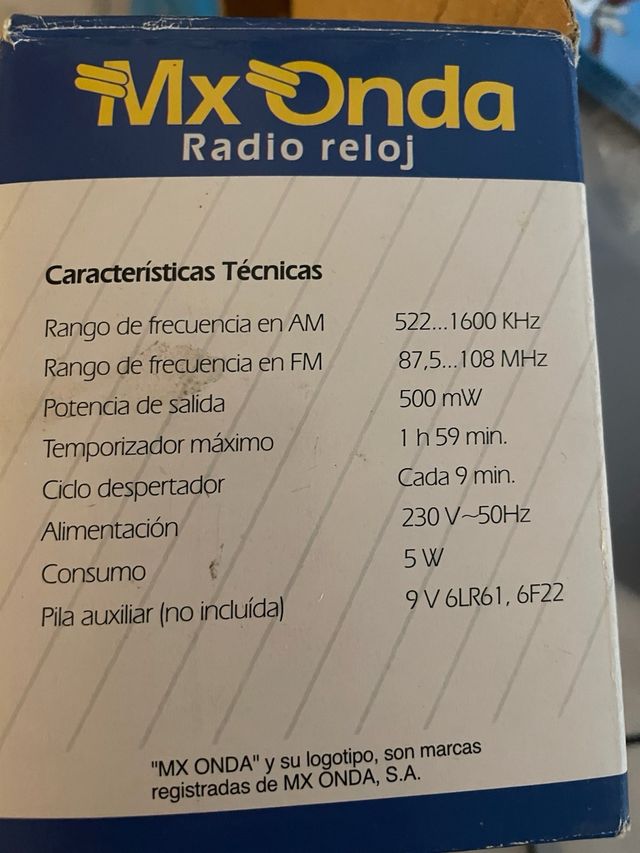 Mx Onda
Radio reloj
Características Técnicas
Rango de frecuencia en AM 522...1600 KHz
Rango de frecuencia en FM 87,5...108 MHz
Potencia de salida 500 mW
Temporizador máximo 1 h 59 min.
Ciclo despertador Cada 9 min.
Alimentación 230 V~50Hz
Consumo 5 W
Pila auxiliar (no incluída) 9 V 6LR61, 6F22
"MX ONDA" y su logotipo, son marcas
registradas de MX ONDA, S.A.